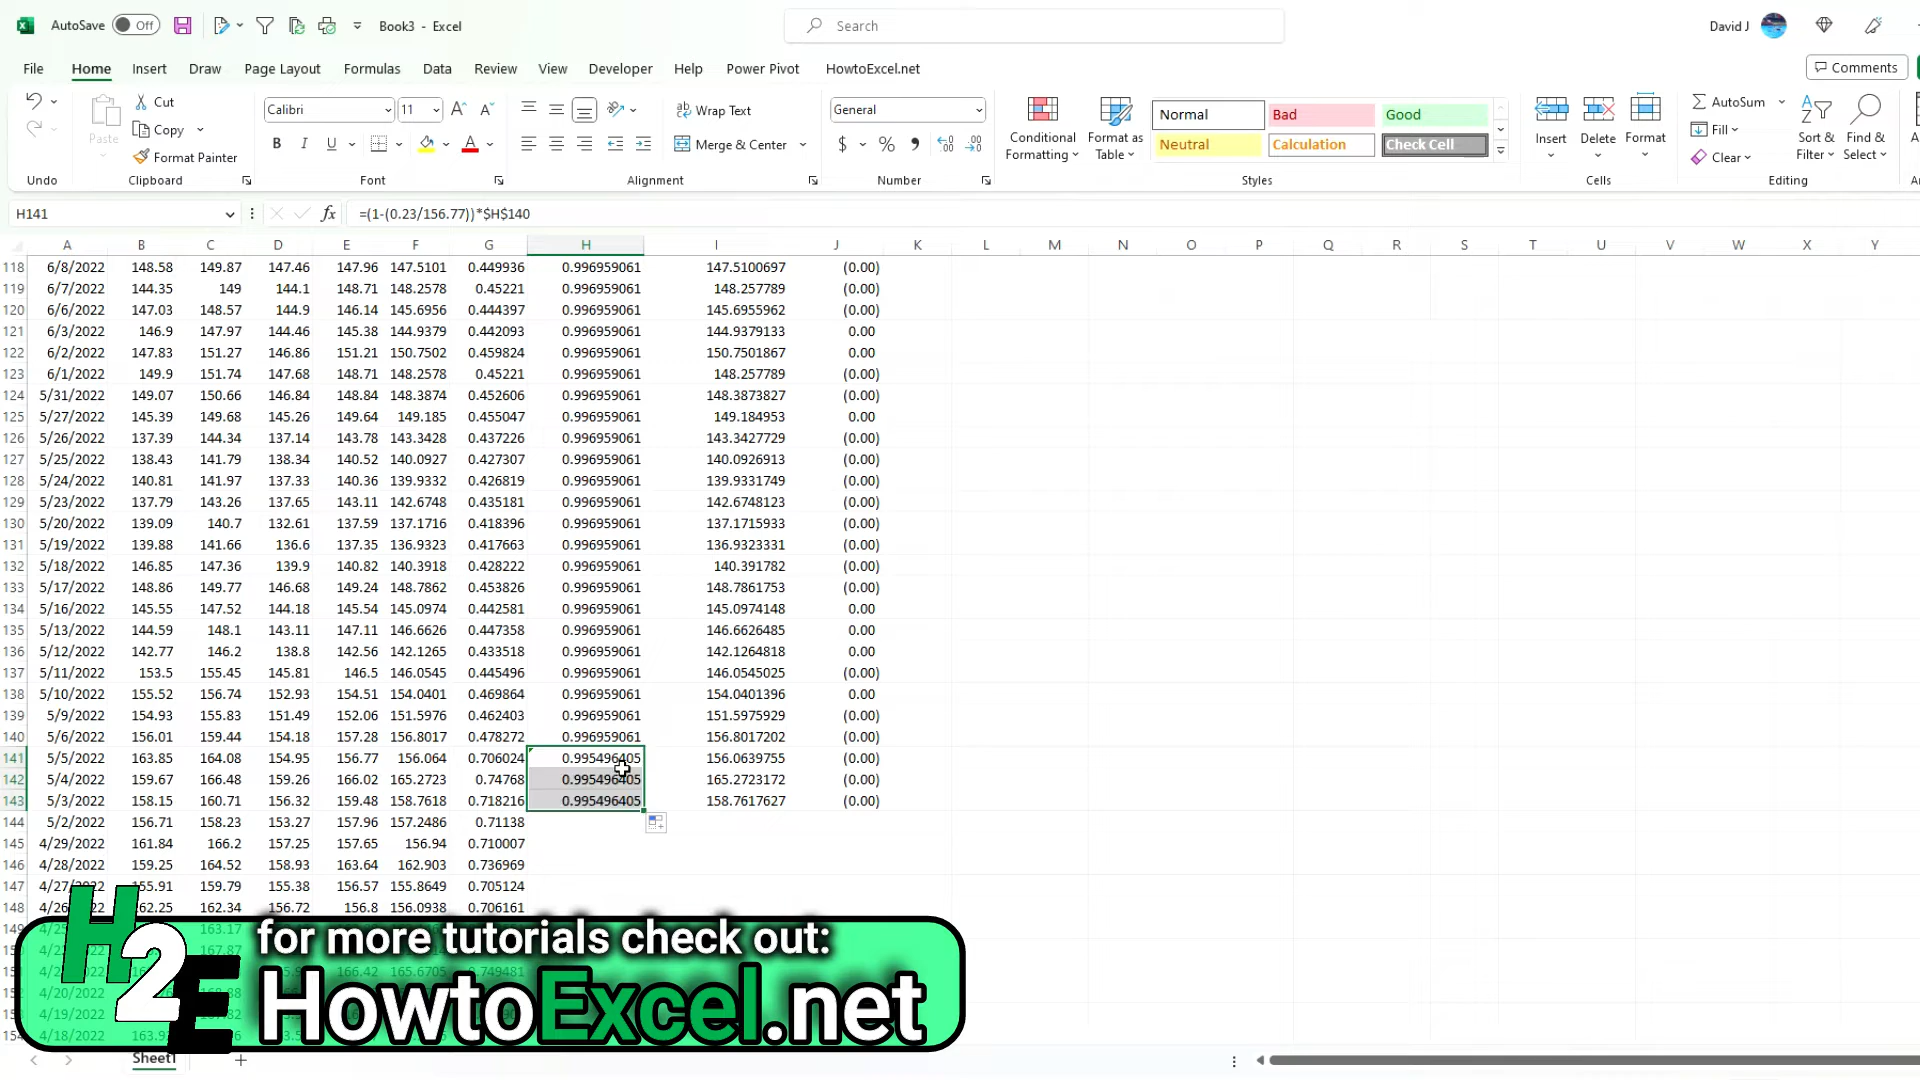 AutoSave Off Book3 - Excel Search David J
File Home Insert Draw Page Layout Formulas Data Review View Developer Help Power Pivot HowtoExcel.net Comments
Paste Cut Calibri 11 Wrap Text General Conditional Formatting Format as Table Normal Bad Good Insert Delete Format AutoSum Sort & Filter Find & Select
Copy Merge & Center $ % Neutral Calculation Check Cell Fill
Format Painter Clear
Undo Clipboard Font Alignment Number Styles Cells Editing
H141 fx =(1-(0.23/156.77))*$H$140
A B C D E F G H I J K L M N O P Q R S T U V W X Y
118 6/8/2022 148.58 149.87 147.46 147.96 147.5101 0.449936 0.996959061 147.5100697 (0.00)
119 6/7/2022 144.35 149 144.1 148.71 148.2578 0.45221 0.996959061 148.257789 (0.00)
120 6/6/2022 147.03 148.57 144.9 146.14 145.6956 0.444397 0.996959061 145.6955962 (0.00)
121 6/3/2022 146.9 147.97 144.46 145.38 144.9379 0.442093 0.996959061 144.9379133 0.00
122 6/2/2022 147.83 151.27 146.86 151.21 150.7502 0.459824 0.996959061 150.7501867 0.00
123 6/1/2022 149.9 151.74 147.68 148.71 148.2578 0.45221 0.996959061 148.257789 (0.00)
124 5/31/2022 149.07 150.66 146.84 148.84 148.3874 0.452606 0.996959061 148.3873827 (0.00)
125 5/27/2022 145.39 149.68 145.26 149.64 149.185 0.455047 0.996959061 149.184953 0.00
126 5/26/2022 137.39 144.34 137.14 143.78 143.3428 0.437226 0.996959061 143.3427729 (0.00)
127 5/25/2022 138.43 141.79 138.34 140.52 140.0927 0.427307 0.996959061 140.0926913 (0.00)
128 5/24/2022 140.81 141.97 137.33 140.36 139.9332 0.426819 0.996959061 139.9331749 (0.00)
129 5/23/2022 137.79 143.26 137.65 143.11 142.6748 0.435181 0.996959061 142.6748123 (0.00)
130 5/20/2022 139.09 140.7 132.61 137.59 137.1716 0.418396 0.996959061 137.1715933 (0.00)
131 5/19/2022 139.88 141.66 136.6 137.35 136.9323 0.417663 0.996959061 136.9323331 (0.00)
132 5/18/2022 146.85 147.36 139.9 140.82 140.3918 0.428222 0.996959061 140.391782 (0.00)
133 5/17/2022 148.86 149.77 146.68 149.24 148.7862 0.453826 0.996959061 148.7861753 (0.00)
134 5/16/2022 145.55 147.52 144.18 145.54 145.0974 0.442581 0.996959061 145.0974148 0.00
135 5/13/2022 144.59 148.1 143.11 147.11 146.6626 0.447358 0.996959061 146.6626485 0.00
136 5/12/2022 142.77 146.2 138.8 142.56 142.1265 0.433518 0.996959061 142.1264818 0.00
137 5/11/2022 153.5 155.45 145.81 146.5 146.0545 0.445496 0.996959061 146.0545025 (0.00)
138 5/10/2022 155.52 156.74 152.93 154.51 154.0401 0.469864 0.996959061 154.0401396 0.00
139 5/9/2022 154.93 155.83 151.49 152.06 151.5976 0.462403 0.996959061 151.5975929 (0.00)
140 5/6/2022 156.01 159.44 154.18 157.28 156.8017 0.478272 0.996959061 156.8017202 (0.00)
141 5/5/2022 163.85 164.08 154.95 156.77 156.064 0.706024 0.995496405 156.0639755 (0.00)
142 5/4/2022 159.67 166.48 159.26 166.02 165.2723 0.74768 0.995496405 165.2723172 (0.00)
143 5/3/2022 158.15 160.71 156.32 159.48 158.7618 0.718216 0.995496405 158.7617627 (0.00)
144 5/2/2022 156.71 158.23 153.27 157.96 157.2486 0.71138
145 4/29/2022 161.84 166.2 157.25 157.65 156.94 0.710007
146 4/28/2022 159.25 164.52 158.93 163.64 162.903 0.736969
147 155.91 159.79 155.38 156.57 155.8649 0.705124
148 162.34 156.72 156.8 156.0938 0.706161
for more tutorials check out:
H2E HowtoExcel.net
Sheet1